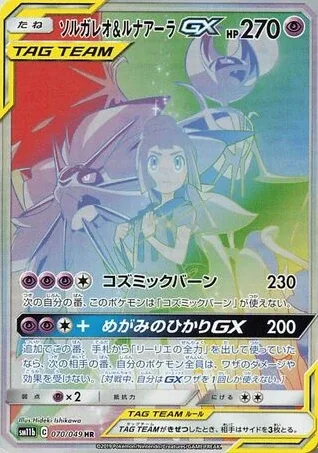 たね
ソルガレオ&ルナアーラGX HP270
TAG TEAM
コズミックバーン 230
次の自分の番、このポケモンは「コズミックバーン」が使えない。
+ めがみのひかりGX 200
追加でこの番、手札から「リーリエの全力」を出して使っていた
なら、次の相手の番、自分のポケモン全員は、ワザのダメージや
効果を受けない。[対戦中、自分はGXワザを1回しか使えない。]
弱点 ×2 抵抗力 にげる
Illus. Hideki Ishikawa
sm11b C 070/049 HR
TAG TEAM ルール
TAG TEAMがきぜつしたとき、相手はサイドを3枚とる。
©2019 Pokémon/Nintendo/Creatures/GAME FREAK.